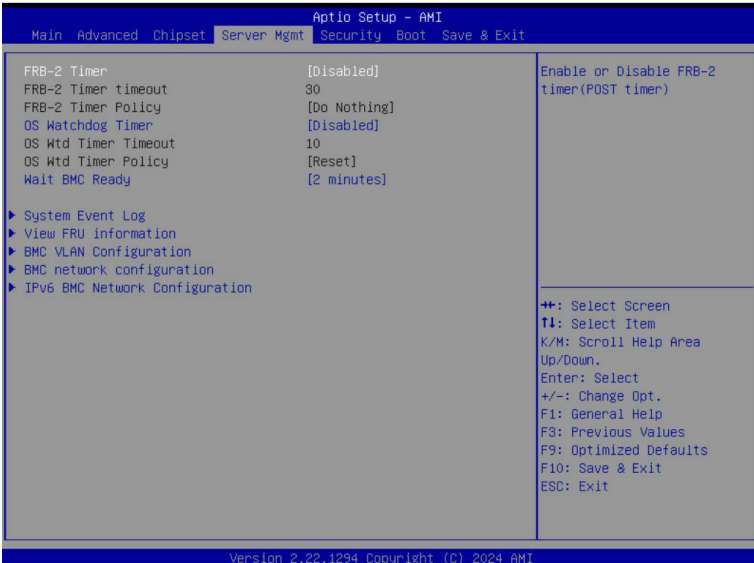 Aptio Setup - AMI
Main Advanced Chipset Server Mgmt Security Boot Save & Exit
FRB-2 Timer [Disabled]
FRB-2 Timer timeout 30
FRB-2 Timer Policy [Do Nothing]
OS Watchdog Timer [Disabled]
OS Wtd Timer Timeout 10
OS Wtd Timer Policy [Reset]
Wait BMC Ready [2 minutes]
▶ System Event Log
▶ View FRU information
▶ BMC VLAN Configuration
▶ BMC network configuration
▶ IPv6 BMC Network Configuration
Enable or Disable FRB-2
timer(POST timer)
→←: Select Screen
↑↓: Select Item
K/M: Scroll Help Area
Up/Down.
Enter: Select
+/-: Change Opt.
F1: General Help
F3: Previous Values
F9: Optimized Defaults
F10: Save & Exit
ESC: Exit
Version 2.22.1294 Copyright (C) 2024 AMI